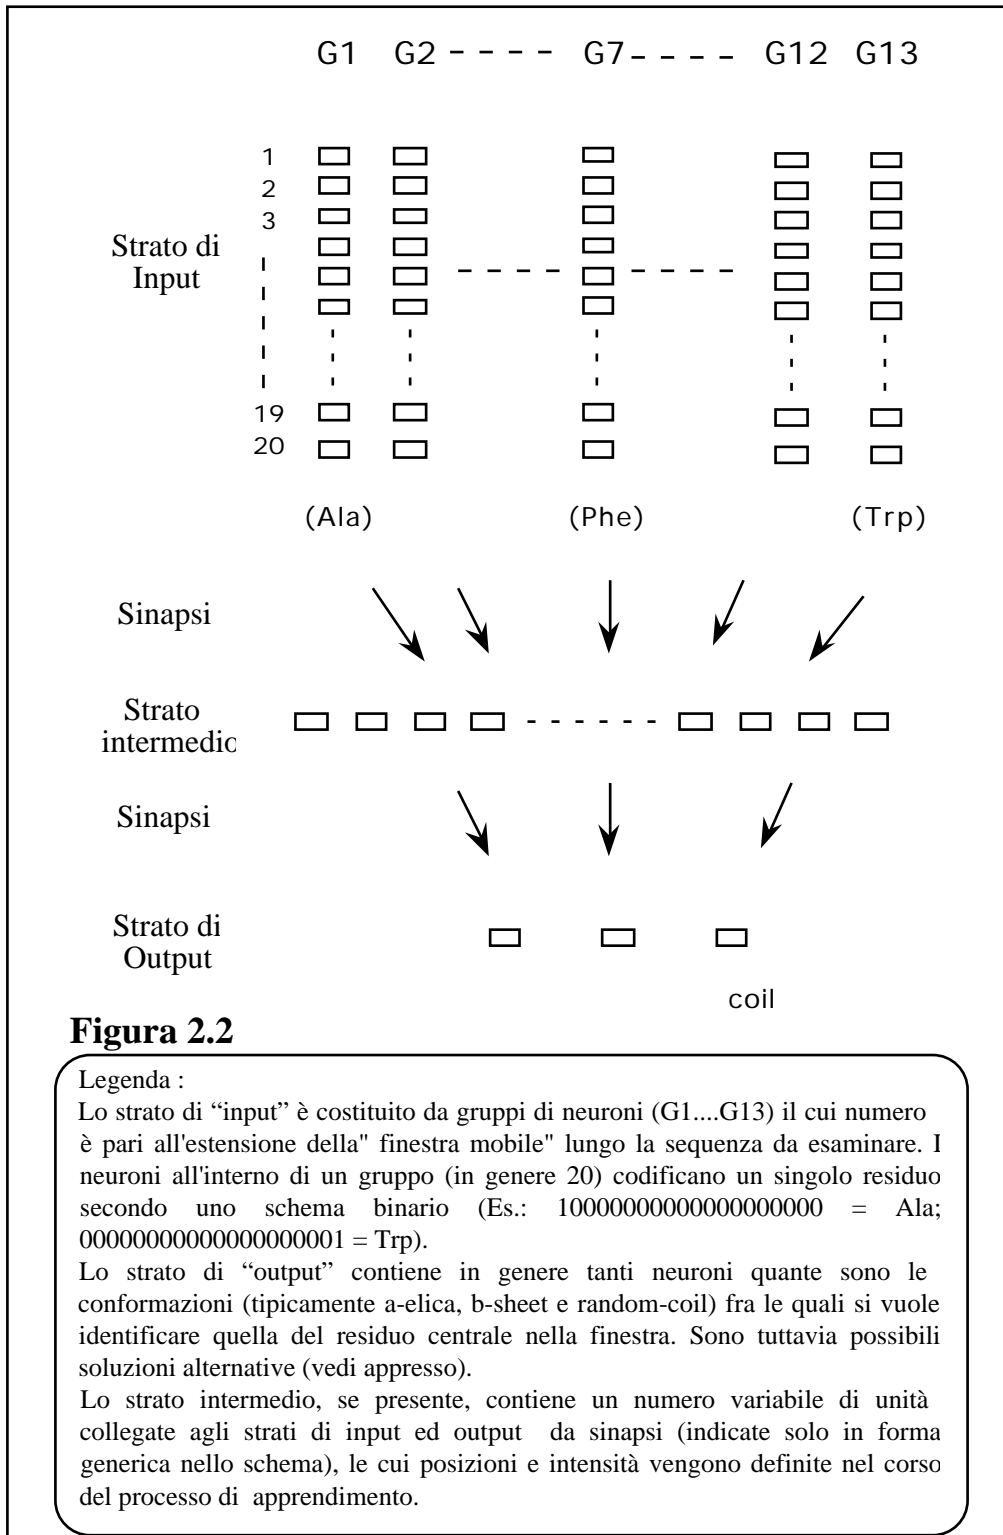 G1 G2 - - - - G7 - - - - G12 G13
1
2
3
Strato di
Input
19
20
(Ala) (Phe) (Trp)
Sinapsi
Strato
intermedio
Sinapsi
Strato di
Output
coil
Figura 2.2
Legenda :
Lo strato di “input” è costituito da gruppi di neuroni (G1....G13) il cui numero
è pari all'estensione della" finestra mobile" lungo la sequenza da esaminare. I
neuroni all'interno di un gruppo (in genere 20) codificano un singolo residuo
secondo uno schema binario (Es.: 10000000000000000000 = Ala;
00000000000000000001 = Trp).
Lo strato di “output” contiene in genere tanti neuroni quante sono le
conformazioni (tipicamente a-elica, b-sheet e random-coil) fra le quali si vuole
identificare quella del residuo centrale nella finestra. Sono tuttavia possibili
soluzioni alternative (vedi appresso).
Lo strato intermedio, se presente, contiene un numero variabile di unità
collegate agli strati di input ed output da sinapsi (indicate solo in forma
generica nello schema), le cui posizioni e intensità vengono definite nel corso
del processo di apprendimento.